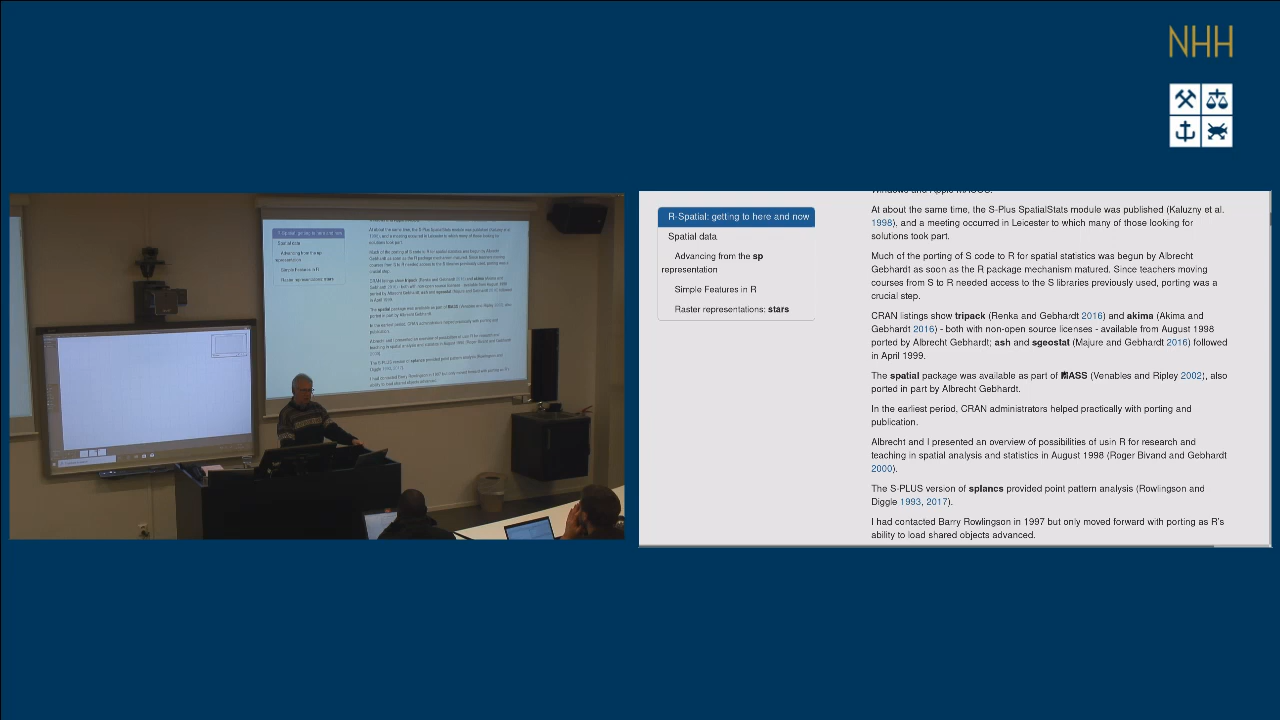 NHH
Windows and Apple MACOS.
R-Spatial: getting to here and now
Spatial data
Advancing from the sp
representation
Simple Features in R
Raster representations: stars
At about the same time, the S-Plus SpatialStats module was published (Kaluzny et al.
1998), and a meeting occurred in Leicester to which many of those looking for
solutions took part.
Much of the porting of S code to R for spatial statistics was begun by Albrecht
Gebhardt as soon as the R package mechanism matured. Since teachers moving
courses from S to R needed access to the S libraries previously used, porting was a
crucial step.
CRAN listings show tripack (Renka and Gebhardt 2016) and akima (Akima and
Gebhardt 2016) - both with non-open source licenses - available from August 1998
ported by Albrecht Gebhardt; ash and sgeostat (Majure and Gebhardt 2016) followed
in April 1999.
The spatial package was available as part of MASS (Venables and Ripley 2002), also
ported in part by Albrecht Gebhardt.
In the earliest period, CRAN administrators helped practically with porting and
publication.
Albrecht and I presented an overview of possibilities of usin R for research and
teaching in spatial analysis and statistics in August 1998 (Roger Bivand and Gebhardt
2000).
The S-PLUS version of splancs provided point pattern analysis (Rowlingson and
Diggle 1993, 2017).
I had contacted Barry Rowlingson in 1997 but only moved forward with porting as R's
ability to load shared objects advanced.